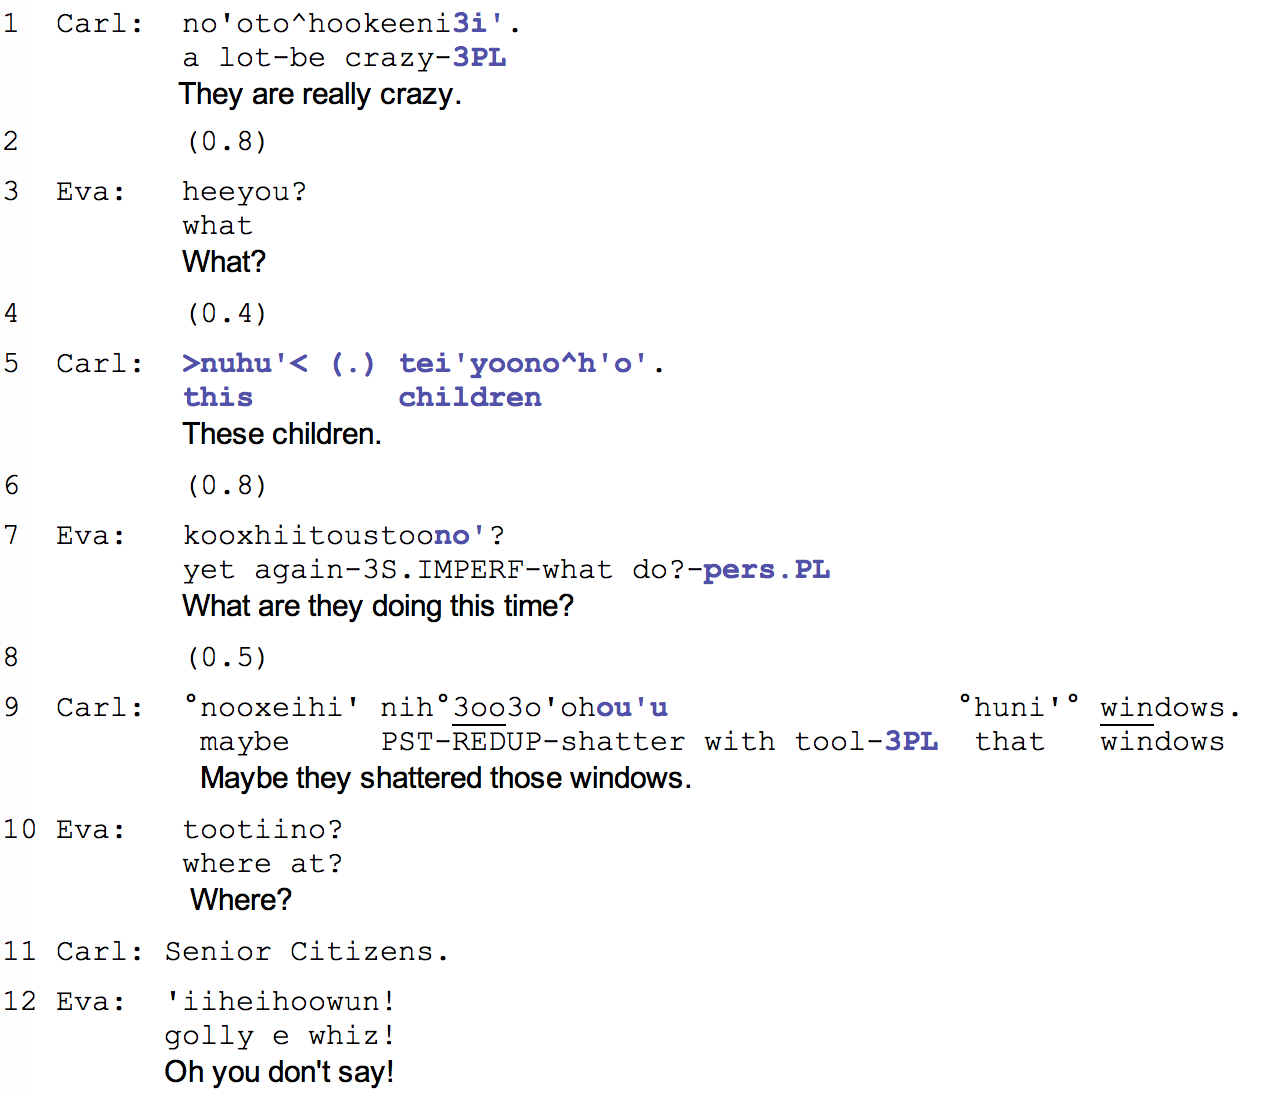 1 Carl: no'oto^hookeeni3i'.
a lot-be crazy-3PL
They are really crazy.
2 (0.8)
3 Eva: heeyou?
what
What?
4 (0.4)
5 Carl: >nuhu'< (.) tei'yoono^h'o'.
this children
These children.
6 (0.8)
7 Eva: kooxhiitoustoono'?
yet again-3S.IMPERF-what do?-pers.PL
What are they doing this time?
8 (0.5)
9 Carl: °nooxeihi' nih°3oo3o'ohou'u °huni'° windows.
maybe PST-REDUP-shatter with tool-3PL that windows
Maybe they shattered those windows.
10 Eva: tootiino?
where at?
Where?
11 Carl: Senior Citizens.
12 Eva: 'iiheihoowun!
golly e whiz!
Oh you don't say!